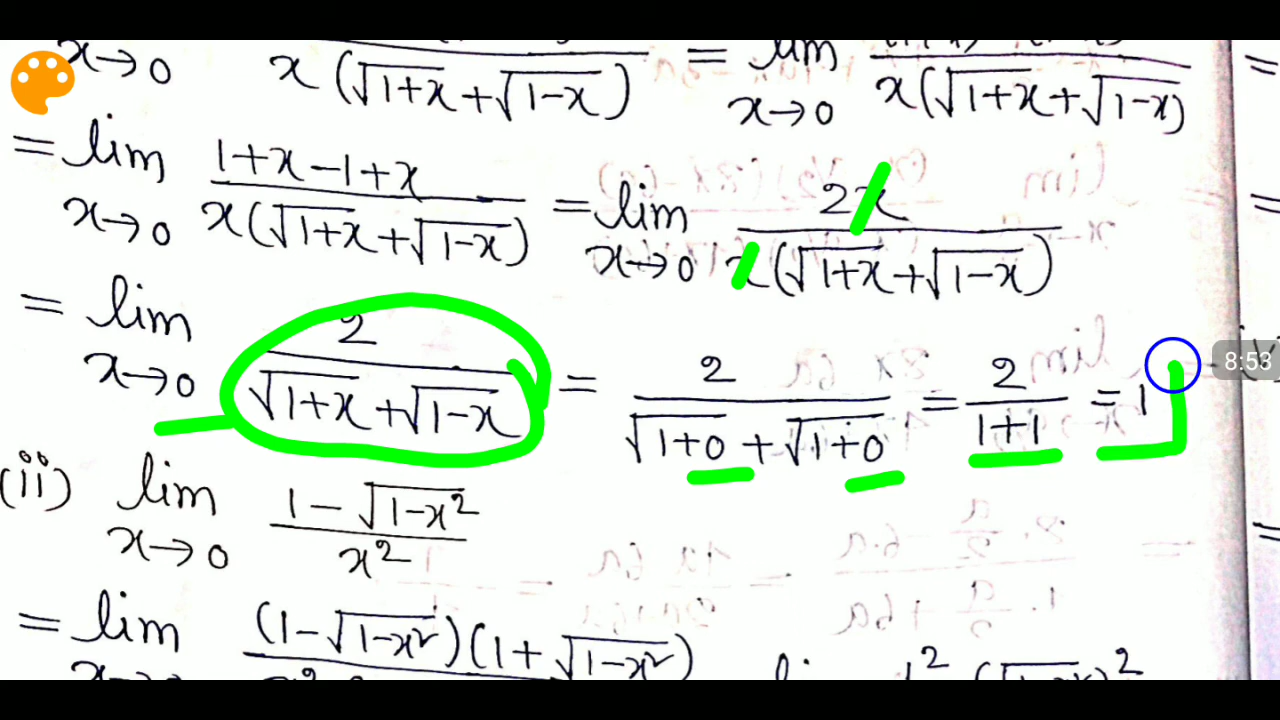 x→0 x(√1+x + √1-x) = lim x→0 x(√1+x + √1-x) =
= lim x→0 1+x-1+x / x(√1+x + √1-x) = lim x→0 2x / x(√1+x + √1-x) =
= lim x→0 2 / √1+x + √1-x = 2 / √1+0 + √1+0 = 2 / 1+1 = 1
8:53
(ii) lim x→0 1 - √1-x² / x²
= lim (1-√1-x²)(1+√1-x²)